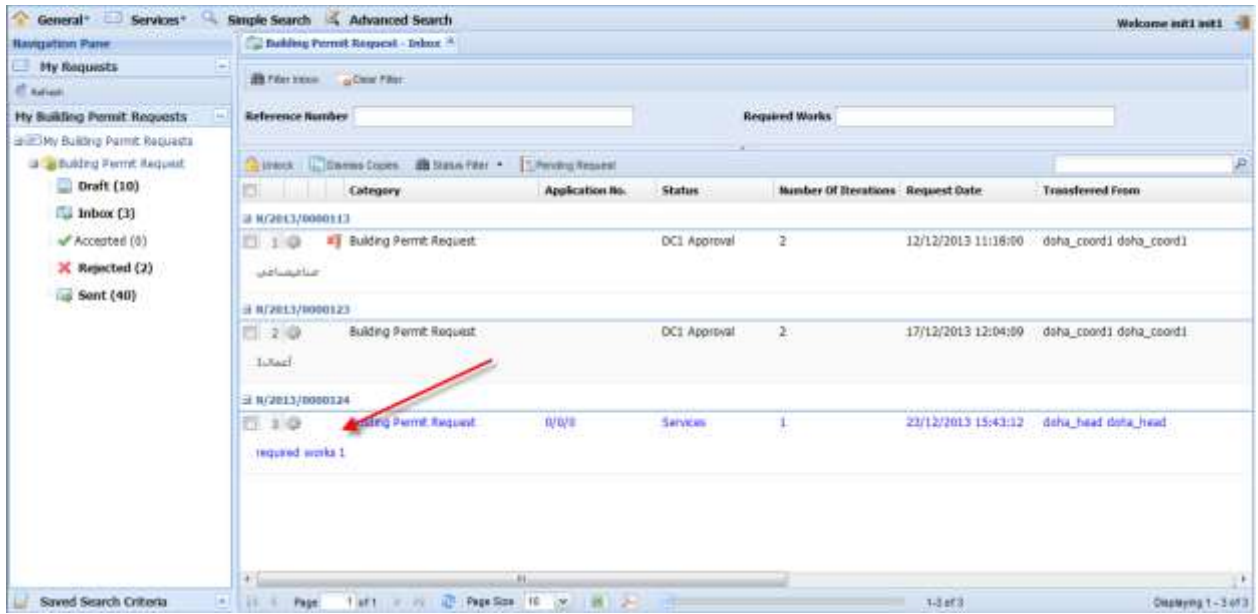 General* Services* Simple Search Advanced Search Welcome init1 init1
Navigation Pane Building Permit Request - Inbox
My Requests
Filter Inbox Clear Filter
Refresh
My Building Permit Requests Reference Number Required Works
My Building Permit Requests
Building Permit Request Unlock Dismiss Copies Status Filter Pending Request
Draft (10) Category Application No. Status Number Of Iterations Request Date Transferred From
Inbox (3) N/2013/0000113
Accepted (0) 1 Building Permit Request DC1 Approval 2 12/12/2013 11:16:00 doha_coord1 doha_coord1
Rejected (2)
Sent (40)
N/2013/0000123
2 Building Permit Request DC1 Approval 2 17/12/2013 12:04:09 doha_coord1 doha_coord1
أعمال1
N/2013/0000124
3 Building Permit Request 0/0/0 Services 1 23/12/2013 15:43:12 doha_head doha_head
required works 1
Saved Search Criteria Page 1 of 1 Page Size 10 1-3 of 3 Displaying 1 - 3 of 3